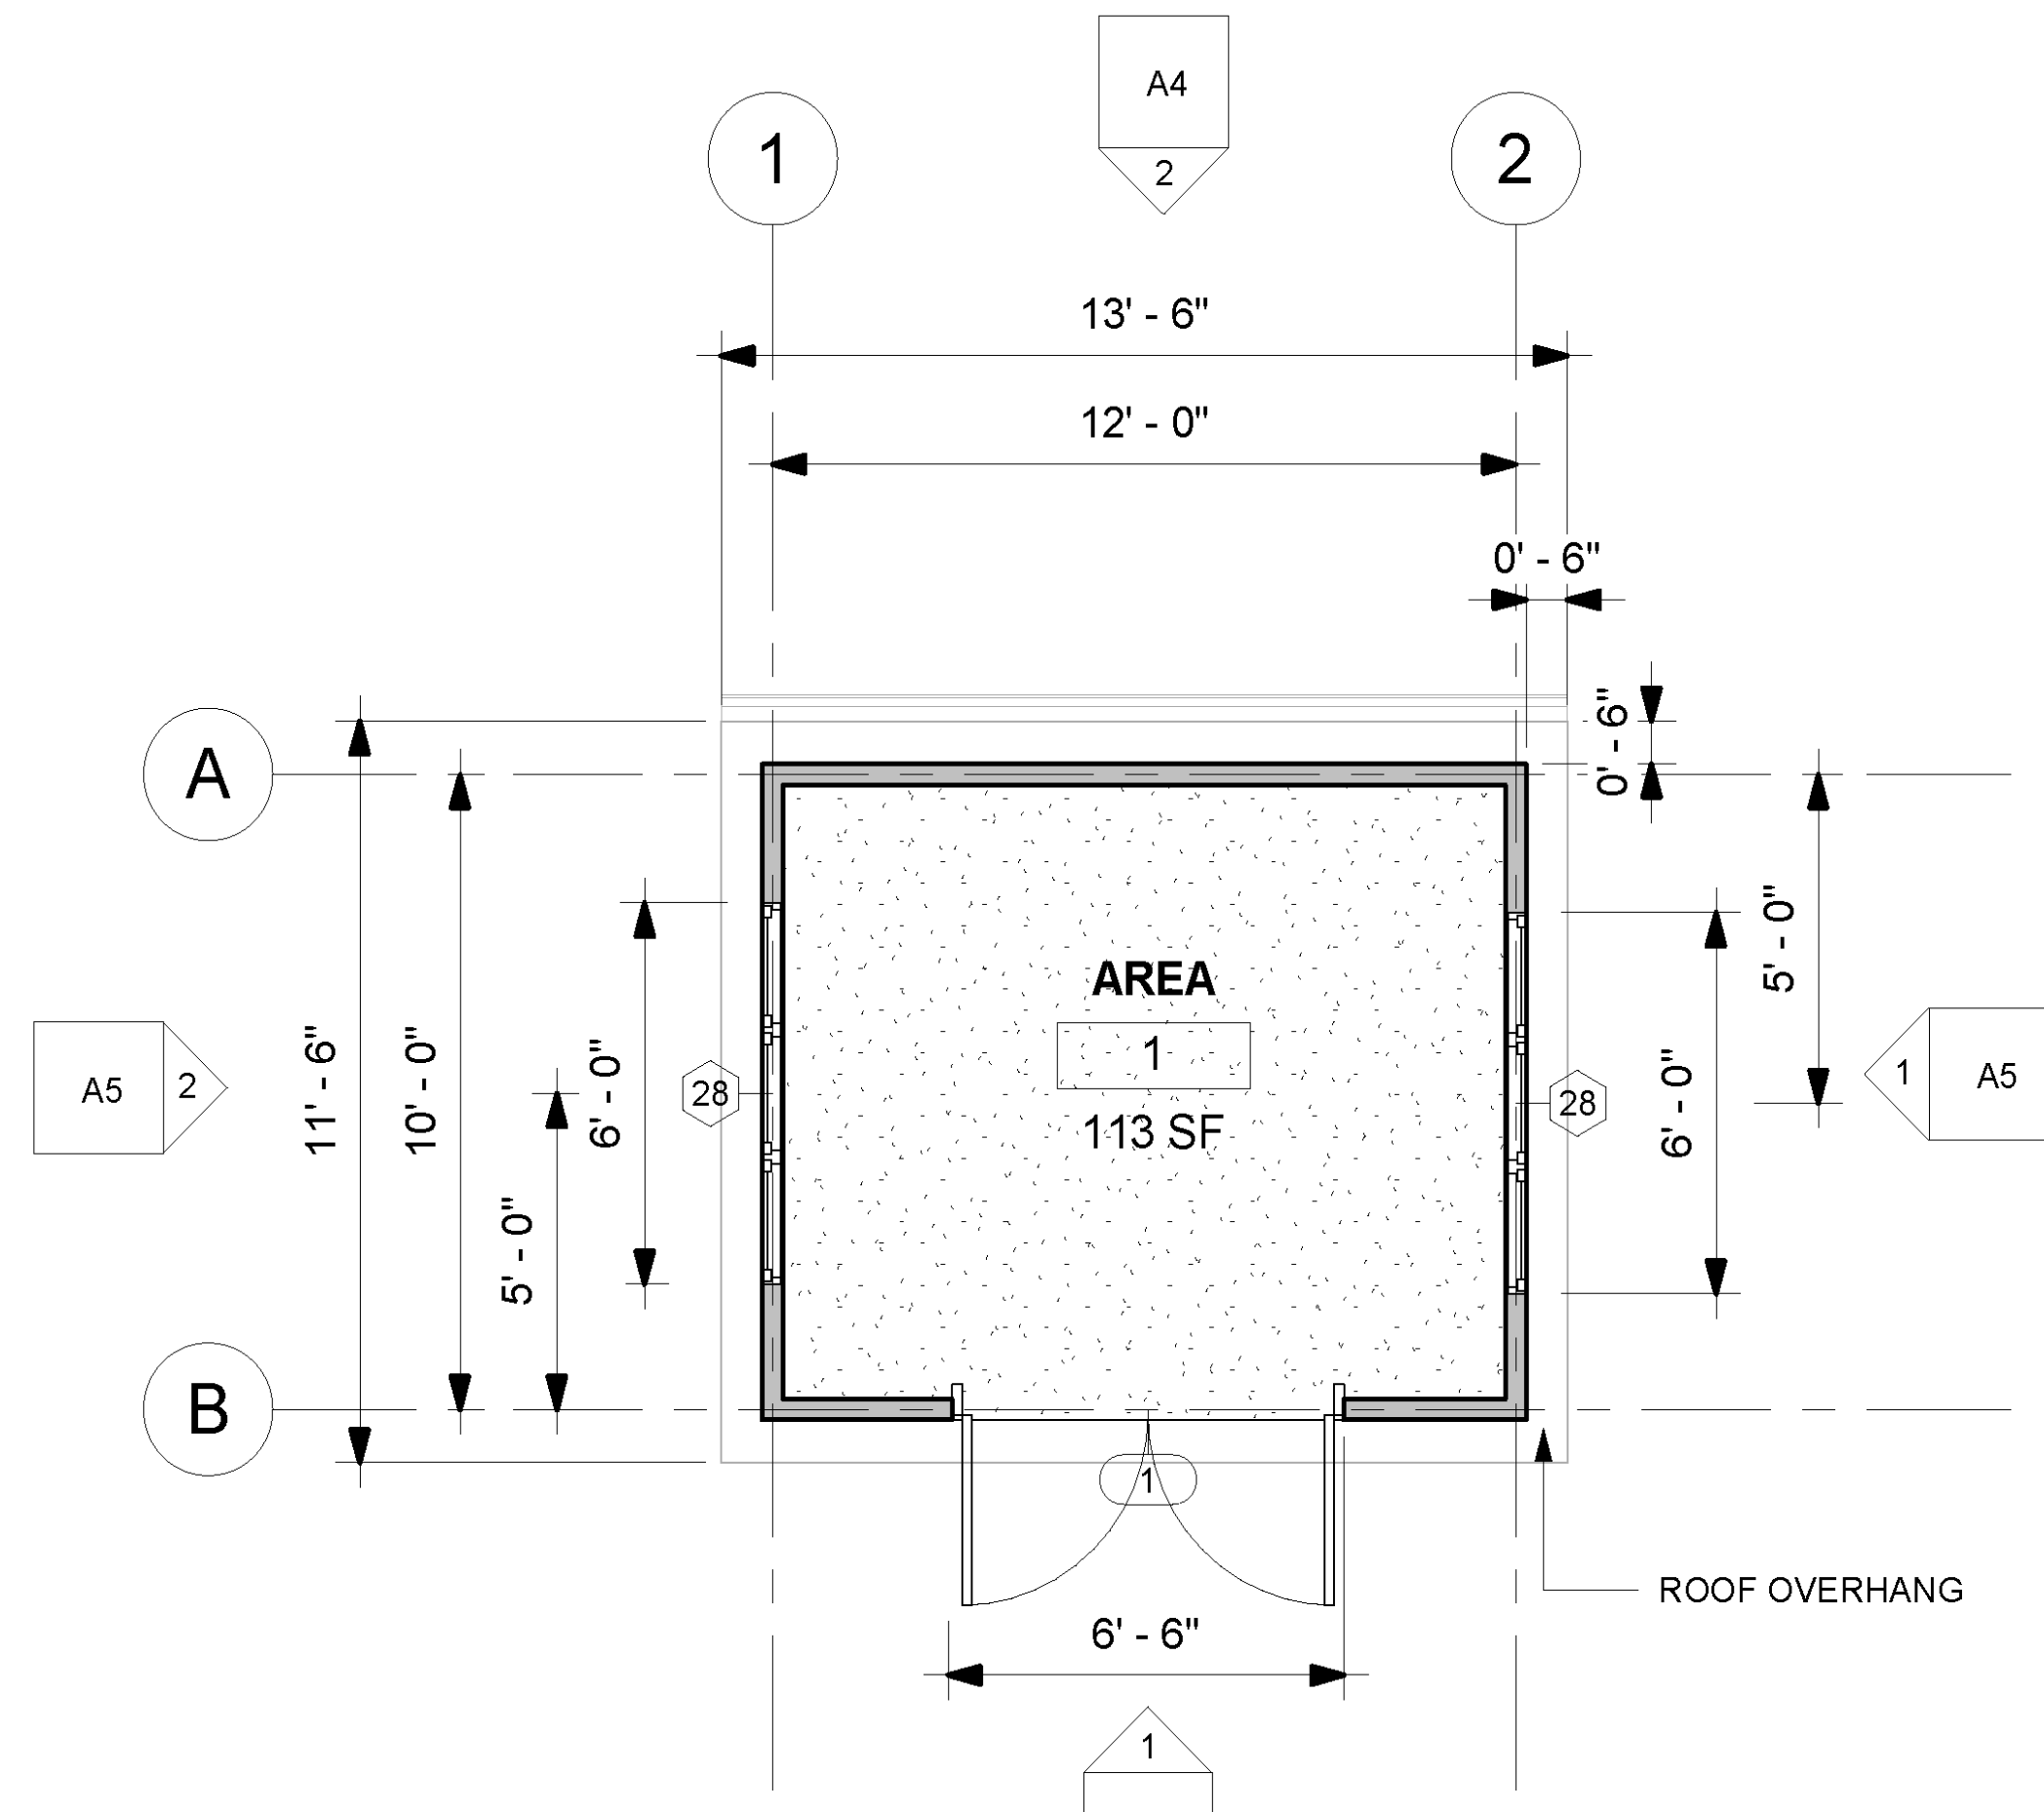 A4
2
1
2
13' - 6"
12' - 0"
0' - 6"
0' - 6"
A
5' - 0"
6' - 0"
6' - 0"
11' - 6"
10' - 0"
5' - 0"
AREA
1
113 SF
A5
2
28
28
6' - 0"
1
A5
B
1
ROOF OVERHANG
6' - 6"
1